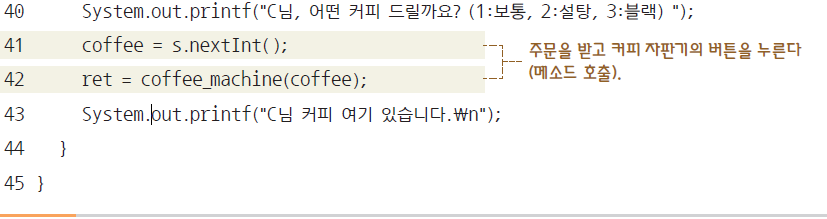 40 System.out.printf("C님, 어떤 커피 드릴까요? (1:보통, 2:설탕, 3:블랙) ");
41 coffee = s.nextInt();
42 ret = coffee_machine(coffee);
주문을 받고 커피 자판기의 버튼을 누른다
(메소드 호출).
43 System.out.printf("C님 커피 여기 있습니다.₩n");
44 }
45 }